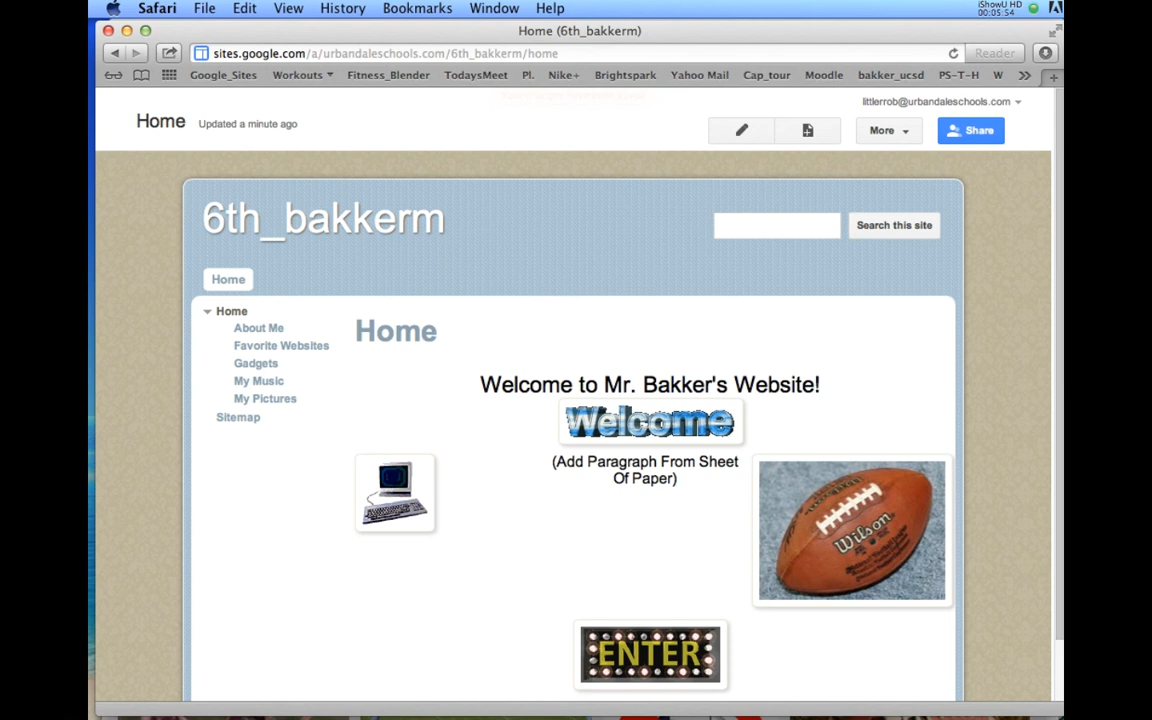 Safari File Edit View History Bookmarks Window Help
iShowU HD
00:05:54
Home (6th_bakkerm)
sites.google.com/a/urbandaleschools.com/6th_bakkerm/home
Reader
Google_Sites Workouts Fitness_Blender TodaysMeet Pl. Nike+ Brightspark Yahoo Mail Cap_tour Moodle bakker_ucsd PS-T-H W
littlerrob@urbandaleschools.com
Home Updated a minute ago
More Share
6th_bakkerm
Search this site
Home
Home
About Me
Favorite Websites
Gadgets
My Music
My Pictures
Sitemap
Home
Welcome to Mr. Bakker's Website!
Welcome
(Add Paragraph From Sheet
Of Paper)
Wilson
ENTER